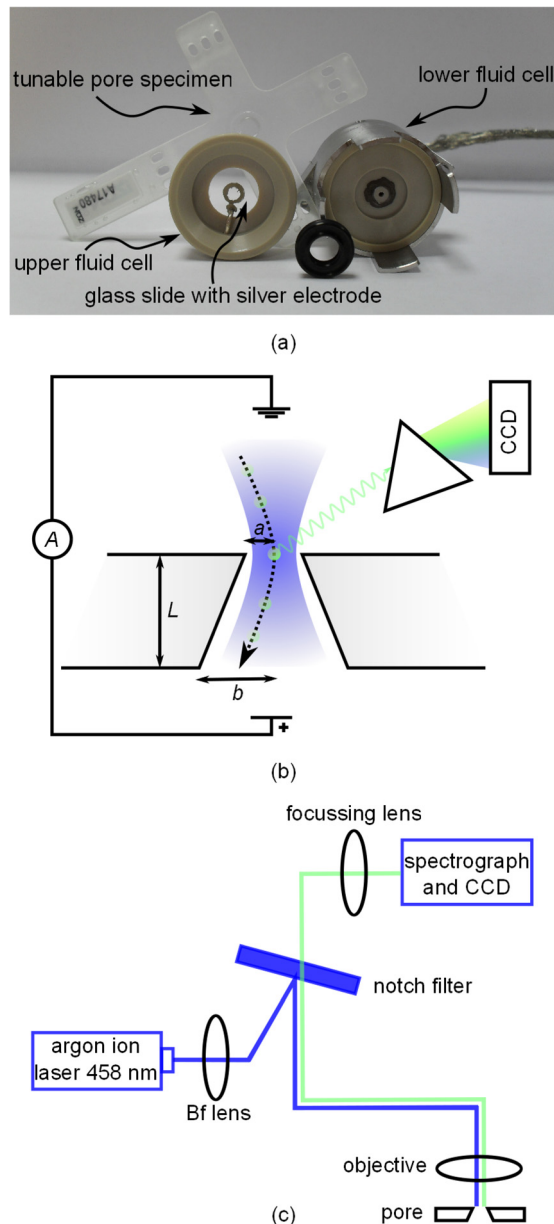 tunable pore specimen
lower fluid cell
A17480
upper fluid cell
glass slide with silver electrode
(a)
CCD
A
a
L
b
+
(b)
focussing lens
spectrograph
and CCD
notch filter
argon ion
laser 458 nm
Bf lens
objective
pore
(c)